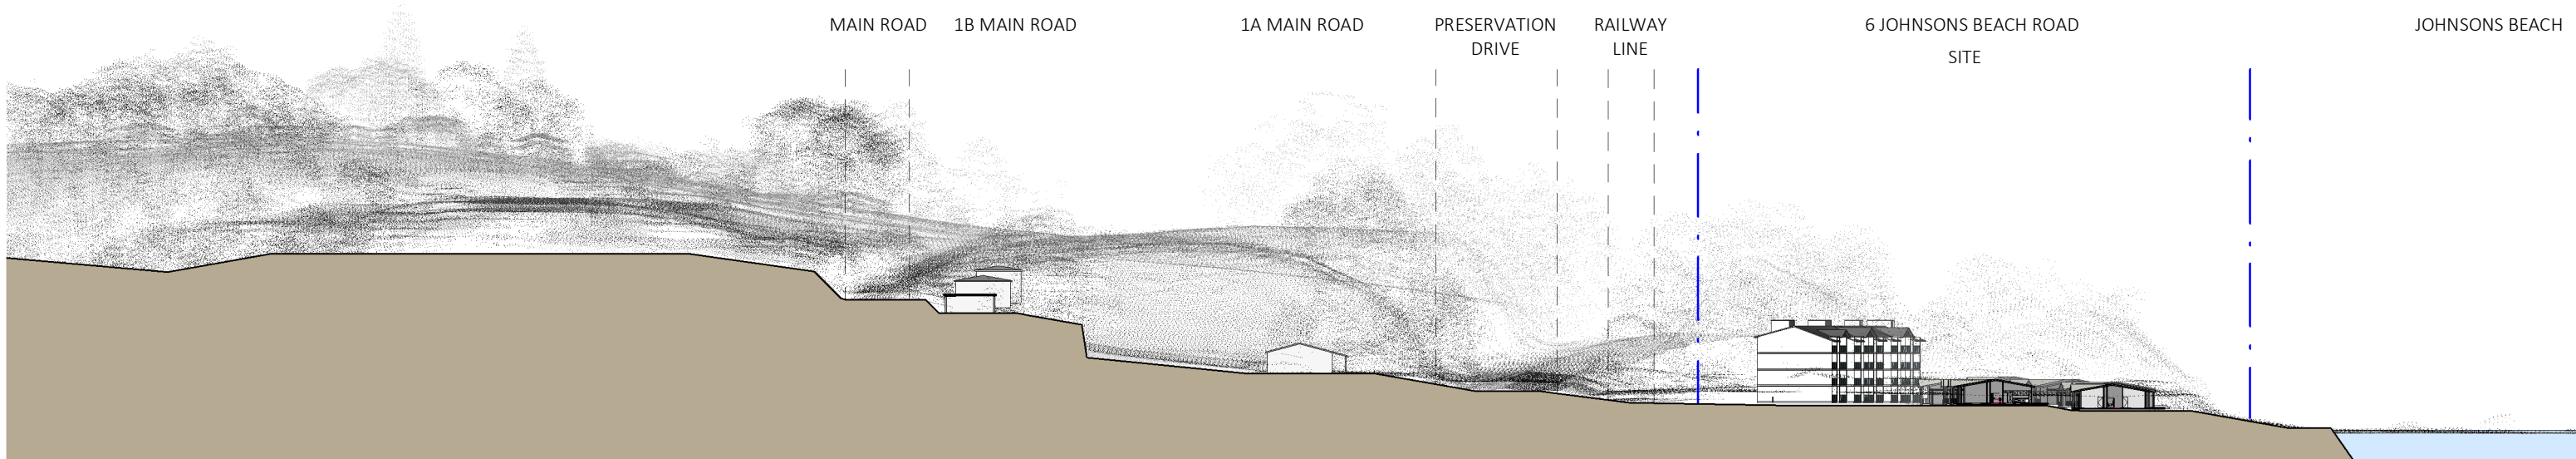 MAIN ROAD
1B MAIN ROAD
1A MAIN ROAD
PRESERVATION
DRIVE
RAILWAY
LINE
6 JOHNSONS BEACH ROAD
SITE
JOHNSONS BEACH